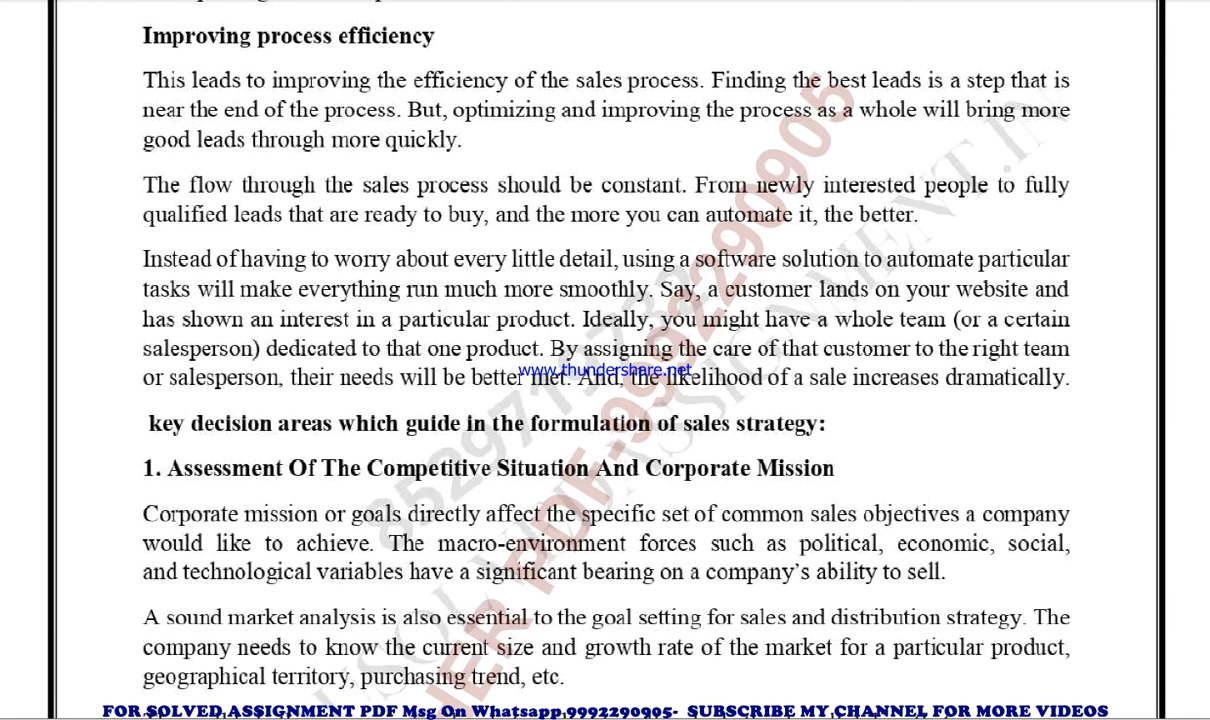 Improving process efficiency
This leads to improving the efficiency of the sales process. Finding the best leads is a step that is
near the end of the process. But, optimizing and improving the process as a whole will bring more
good leads through more quickly.
The flow through the sales process should be constant. From newly interested people to fully
qualified leads that are ready to buy, and the more you can automate it, the better.
Instead of having to worry about every little detail, using a software solution to automate particular
tasks will make everything run much more smoothly. Say, a customer lands on your website and
has shown an interest in a particular product. Ideally, you might have a whole team (or a certain
salesperson) dedicated to that one product. By assigning the care of that customer to the right team
www.thundershare.net
or salesperson, their needs will be better met. And, the likelihood of a sale increases dramatically.
key decision areas which guide in the formulation of sales strategy:
1. Assessment Of The Competitive Situation And Corporate Mission
Corporate mission or goals directly affect the specific set of common sales objectives a company
would like to achieve. The macro-environment forces such as political, economic, social,
and technological variables have a significant bearing on a company's ability to sell.
A sound market analysis is also essential to the goal setting for sales and distribution strategy. The
company needs to know the current size and growth rate of the market for a particular product,
geographical territory, purchasing trend, etc.
FOR SOLVED ASSIGNMENT PDF Msg On Whatsapp,9992290905- SUBSCRIBE MY CHANNEL FOR MORE VIDEOS
PDF-9992290905